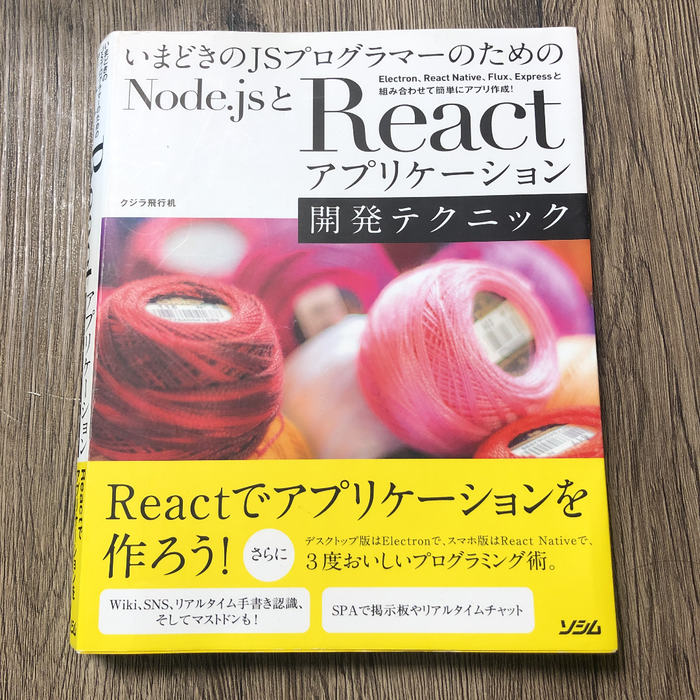 いまどきのJSプログラマーのための
Node.jsと
React
Electron、React Native、Flux、Expressと
組み合わせて簡単にアプリ作成!
アプリケーション
開発テクニック
クジラ飛行机
アプリケーション
Reactでアプリケーションを
作ろう!
さらに
デスクトップ版はElectronで、スマホ版はReact Nativeで、
3度おいしいプログラミング術。
Wiki、SNS、リアルタイム手書き認識、
そしてマストドンも!
SPAで掲示板やリアルタイムチャット
ソシム